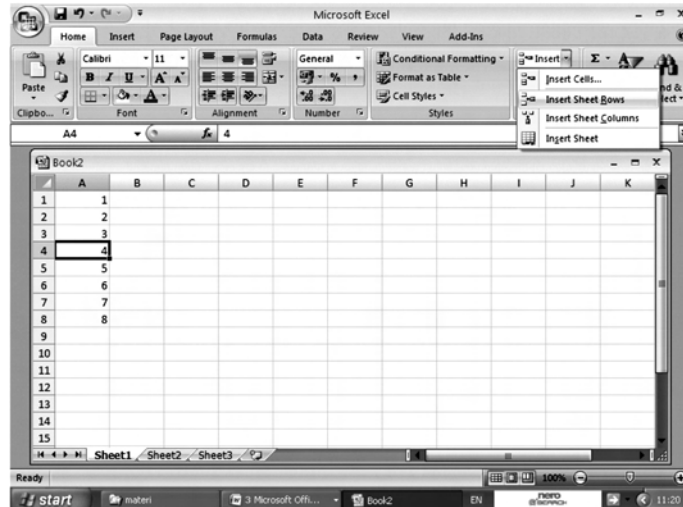 Microsoft Excel
Home Insert Page Layout Formulas Data Review View Add-Ins
Paste
Calibri 11
B I U A A
General
% ,
Conditional Formatting
Format as Table
Cell Styles
Insert
Σ
Clipbo... Font Alignment Number Styles
Insert Cells...
Insert Sheet Rows
Insert Sheet Columns
Insert Sheet
A4 fx 4
Book2
A B C D E F G H I J K
1 1
2 2
3 3
4 4
5 5
6 6
7 7
8 8
9
10
11
12
13
14
15
Sheet1 Sheet2 Sheet3
Ready 100%
start materi 3 Microsoft Offi... Book2 EN nero SEARCH 11:20